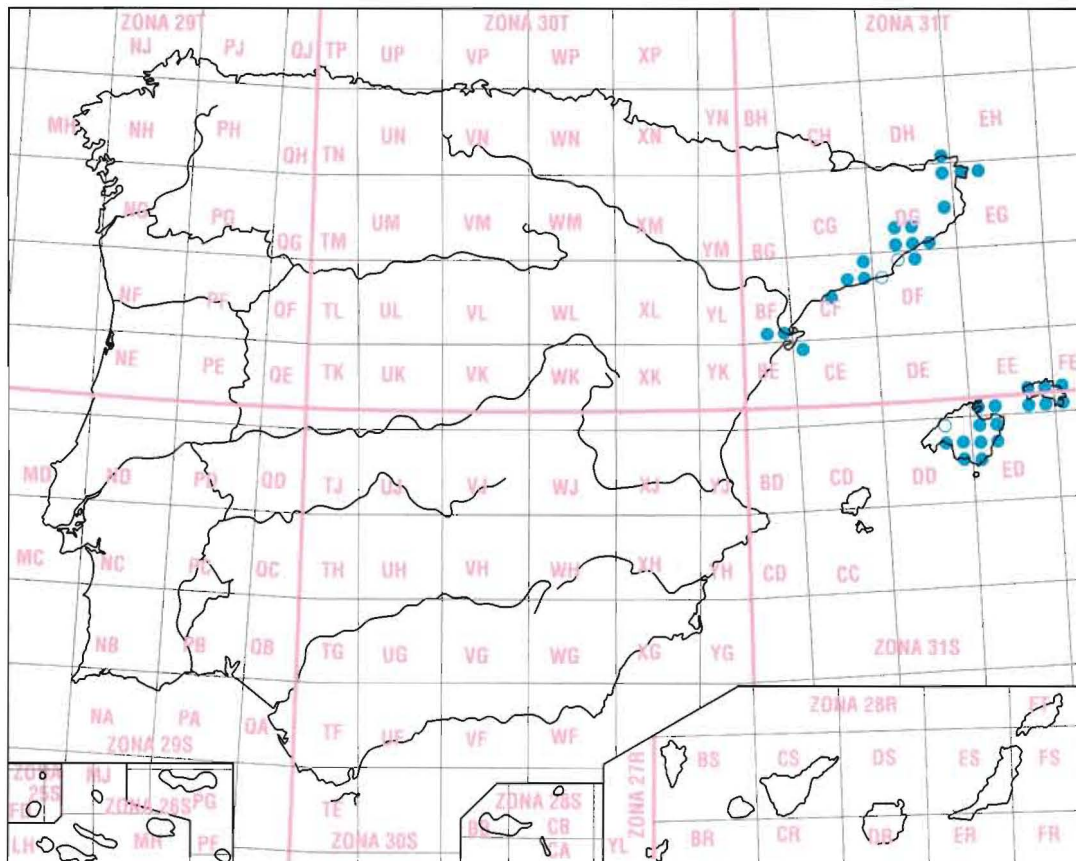 ZONA 29T ZONA 30T ZONA 31T
NJ PJ QJ TP UP VP WP XP
MH NH PH QH TN UN VN WN XN YN BH CH DH EH
PG QG TM UM VM WM XM YM BG CG DG EG
NF PF QF TL UL VL WL XL YL BF CF DF
NE PE QE TK UK VK WK XK YK BE CE DE EE FE
MD ND PD QD TJ UJ VJ WJ XJ YJ BD CD DD ED
MC NC PC QC TH UH VH WH XH YH CD CC
NB PB QB TG UG VG WG XG YG ZONA 31S
NA PA QA TF UF VF WF
ZONA 29S
ZONA 30S
TE
ZONA 25S
MJ
ZONA 26S
PG
LH MR PF
ZONA 28S
CB
CA
ZONA 28R
ZONA 27R
BS CS DS ES FS
YL BR CR DR ER FR